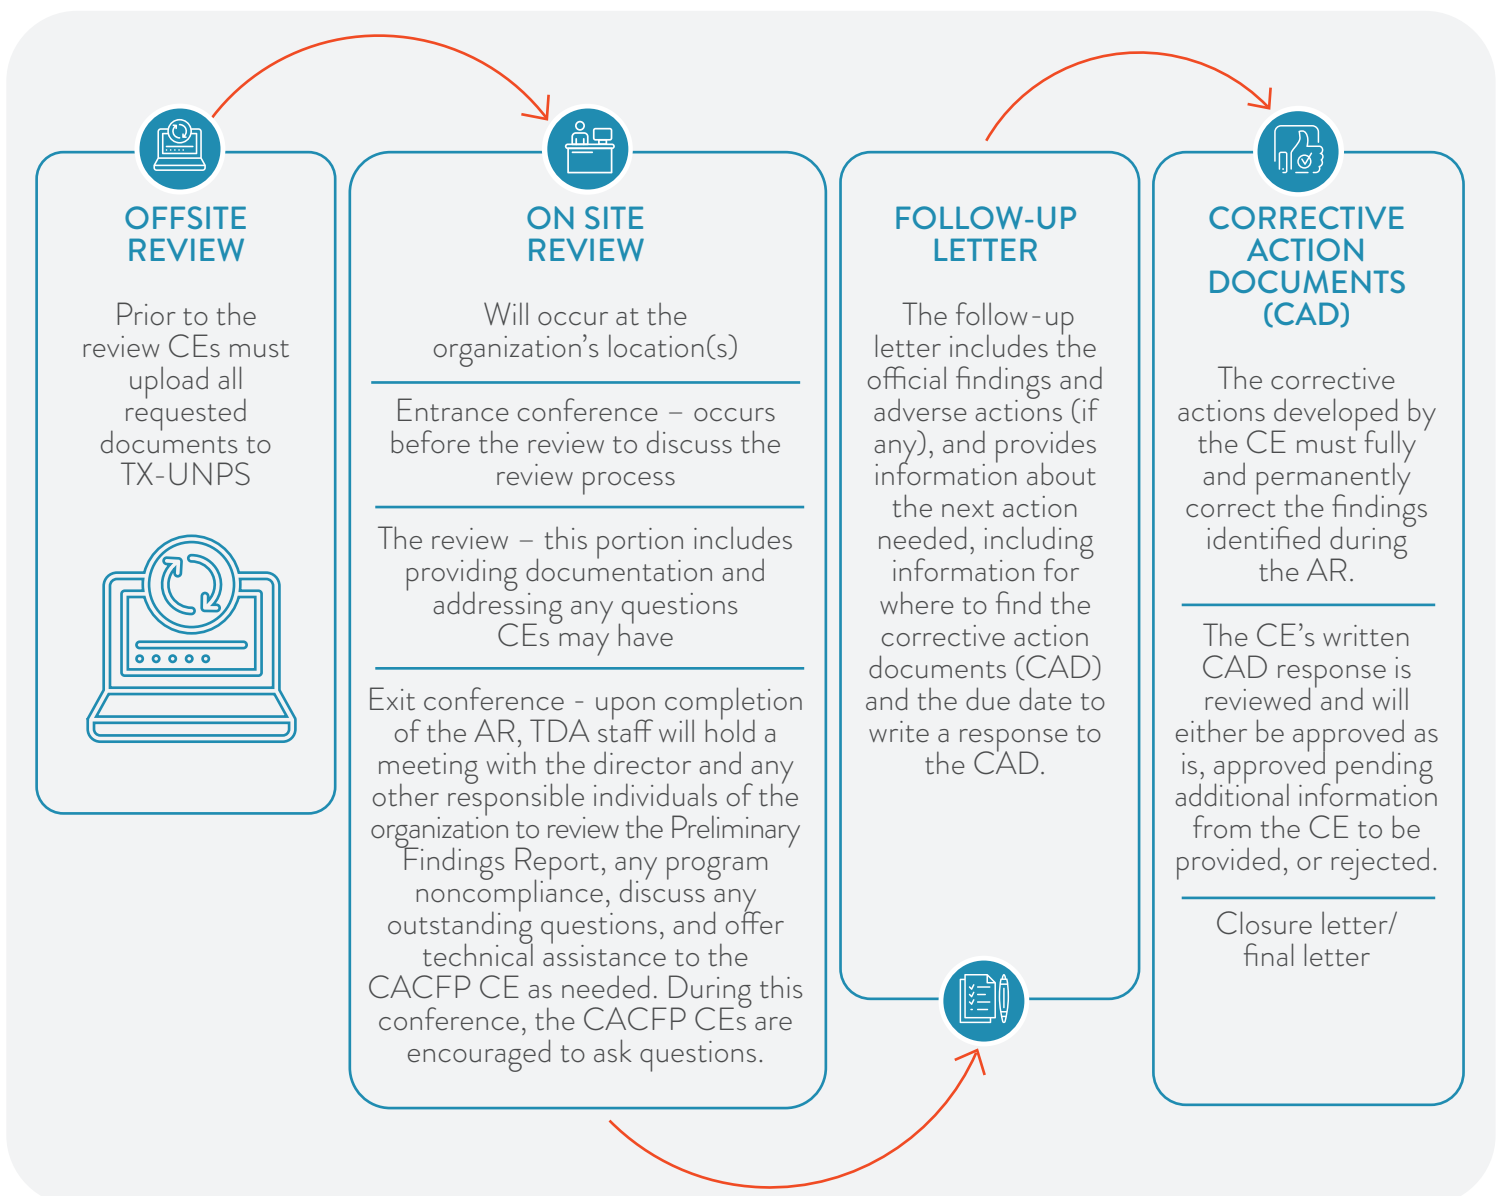 OFFSITE
REVIEW
Prior to the
review CEs must
upload all
requested
documents to
TX-UNPS
ON SITE
REVIEW
Will occur at the
organization’s location(s)
Entrance conference – occurs
before the review to discuss the
review process
The review – this portion includes
providing documentation and
addressing any questions
CEs may have
Exit conference - upon completion
of the AR, TDA staff will hold a
meeting with the director and any
other responsible individuals of the
organization to review the Preliminary
Findings Report, any program
noncompliance, discuss any
outstanding questions, and offer
technical assistance to the
CACFP CE as needed. During this
conference, the CACFP CEs are
encouraged to ask questions.
FOLLOW-UP
LETTER
The follow-up
letter includes the
official findings and
adverse actions (if
any), and provides
information about
the next action
needed, including
information for
where to find the
corrective action
documents (CAD)
and the due date to
write a response to
the CAD.
CORRECTIVE
ACTION
DOCUMENTS
(CAD)
The corrective
actions developed by
the CE must fully
and permanently
correct the findings
identified during
the AR.
The CE’s written
CAD response is
reviewed and will
either be approved as
is, approved pending
additional information
from the CE to be
provided, or rejected.
Closure letter/
final letter